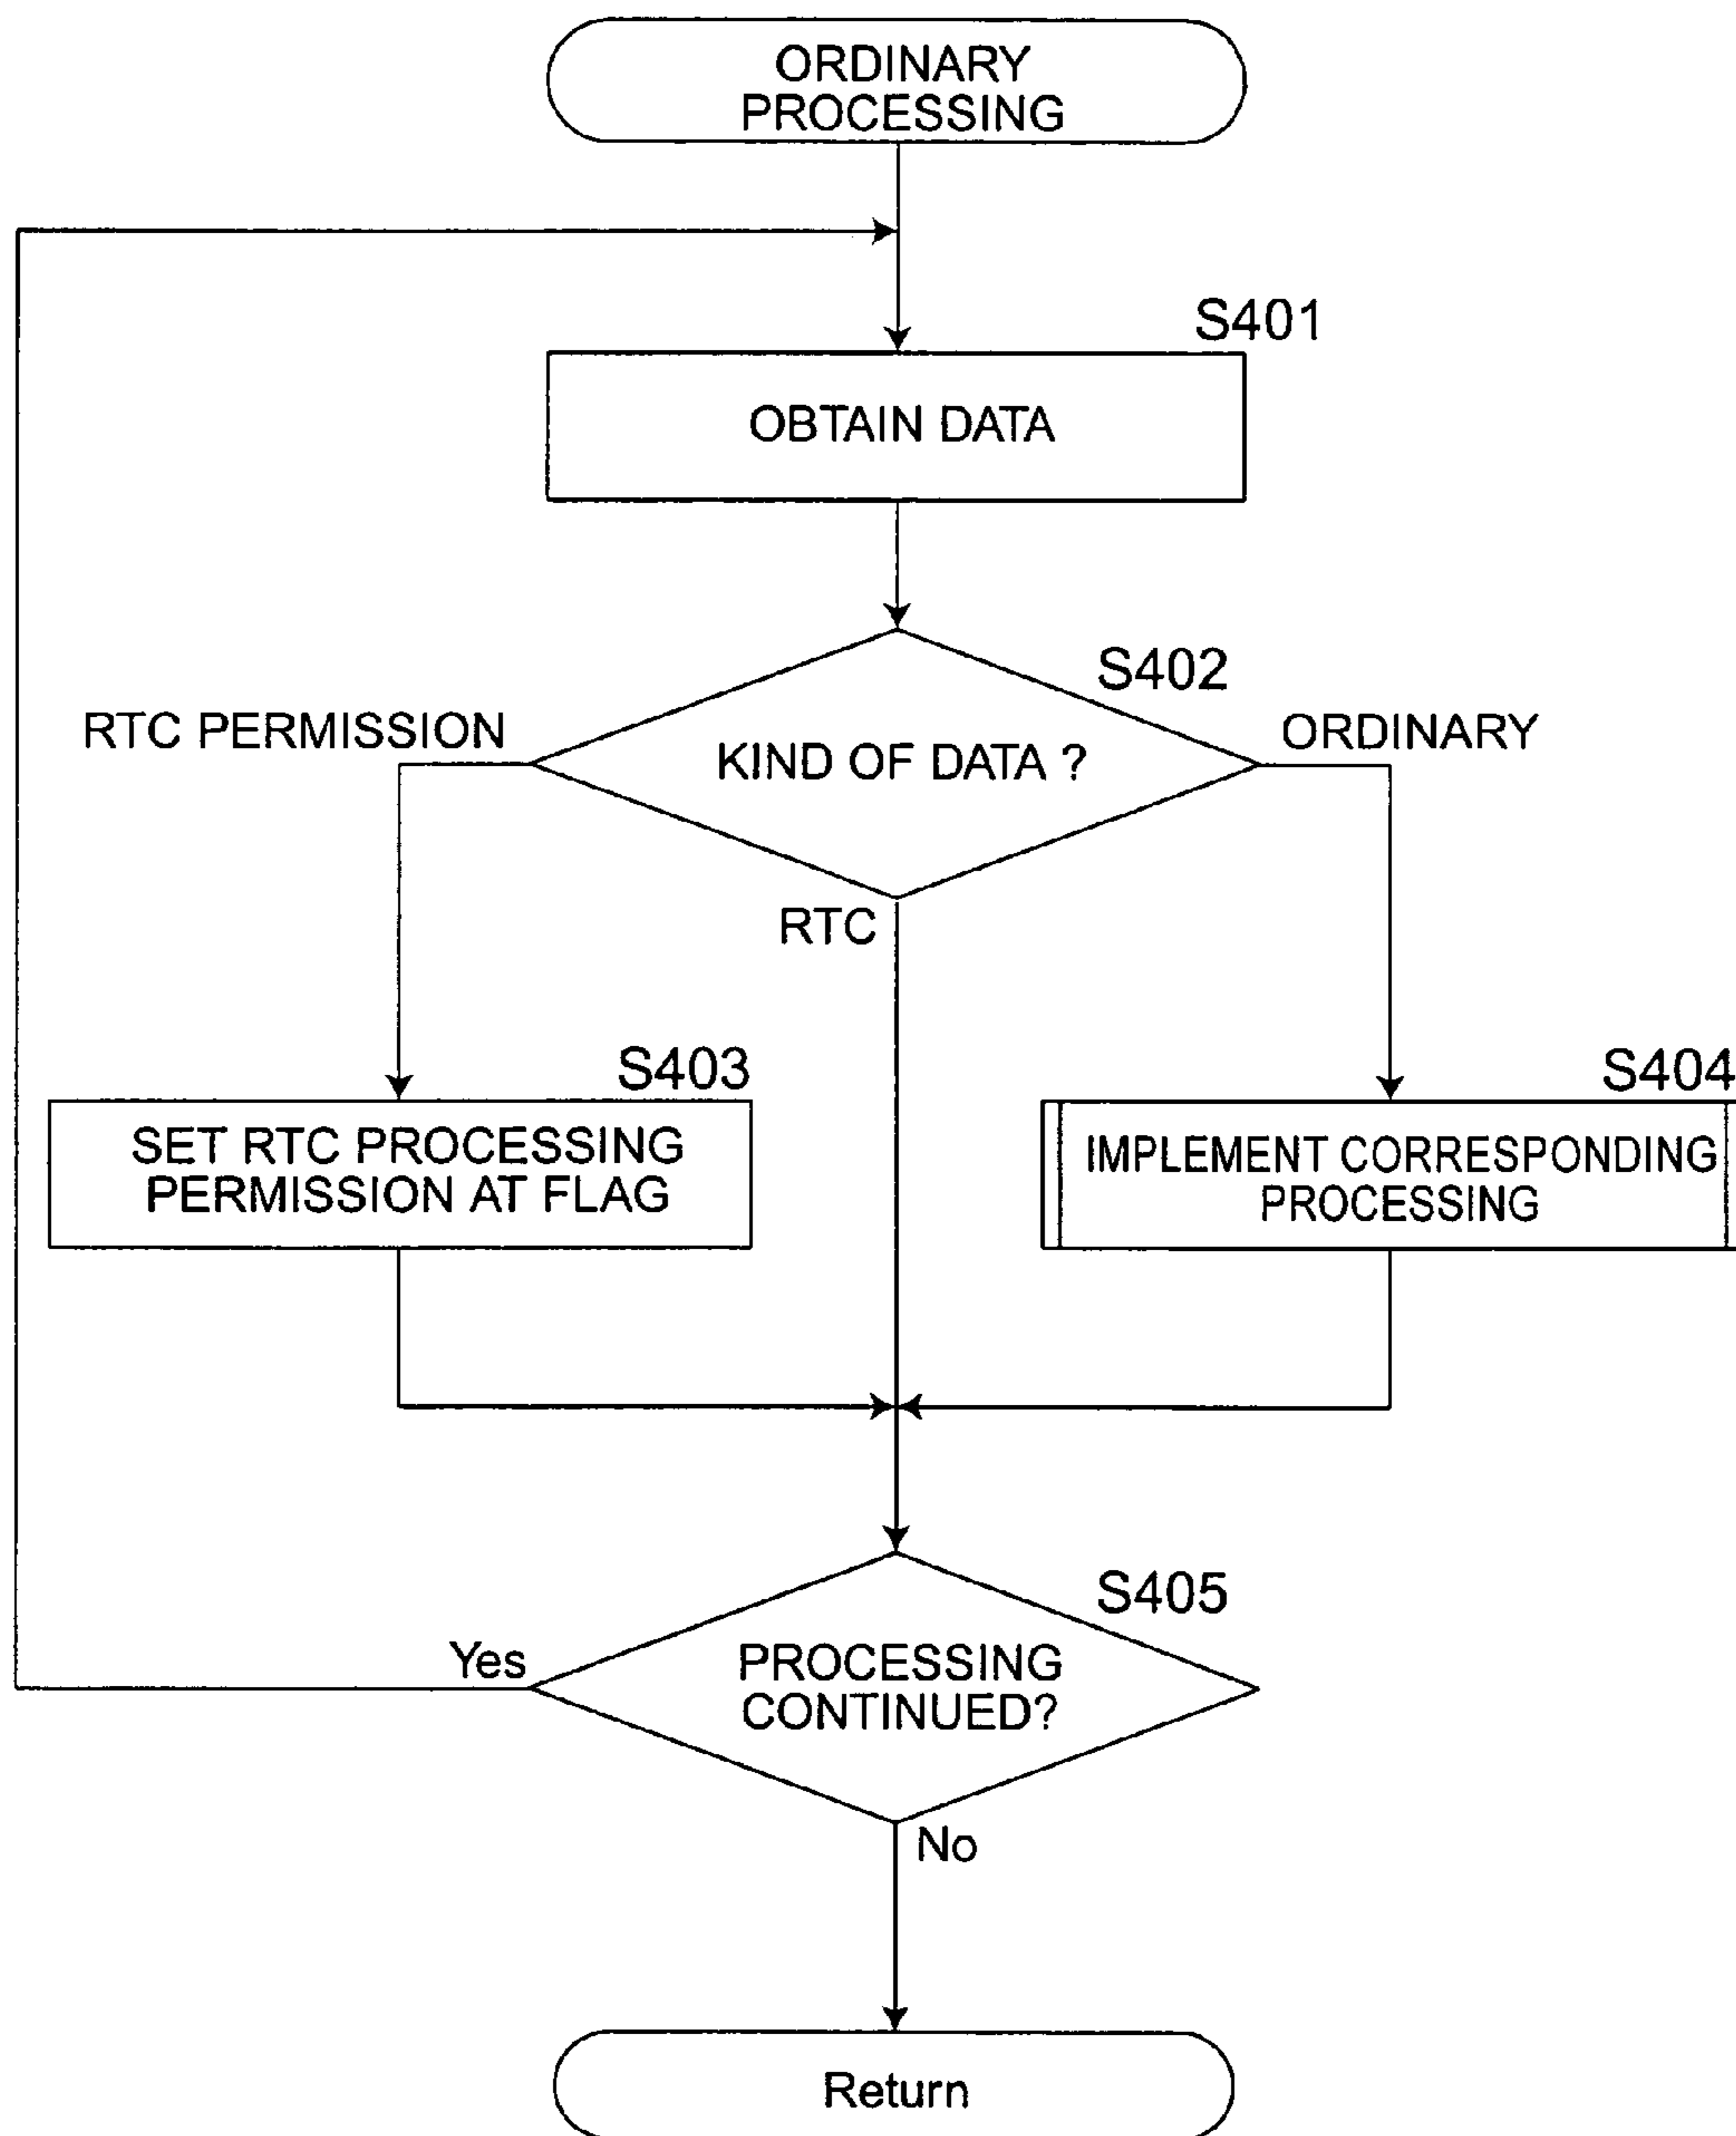 ORDINARY
PROCESSING
S401
OBTAIN DATA
S402
RTC PERMISSION
KIND OF DATA ?
ORDINARY
RTC
S403
SET RTC PROCESSING
PERMISSION AT FLAG
S404
IMPLEMENT CORRESPONDING
PROCESSING
S405
Yes
PROCESSING
CONTINUED?
No
Return